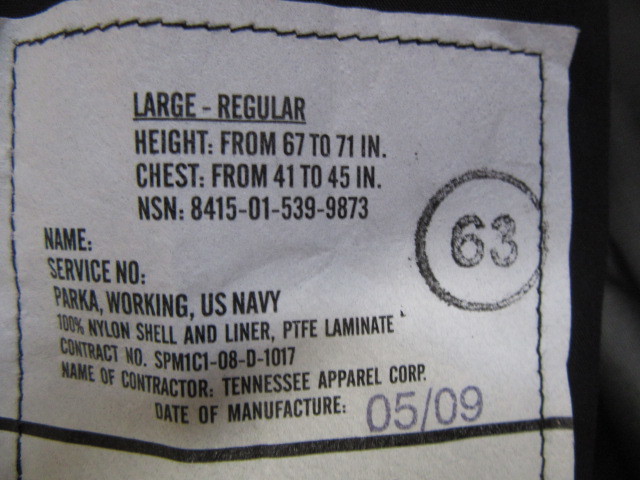 LARGE - REGULAR
HEIGHT: FROM 67 TO 71 IN.
CHEST: FROM 41 TO 45 IN.
NSN: 8415-01-539-9873
63
NAME:
SERVICE NO:
PARKA, WORKING, US NAVY
100% NYLON SHELL AND LINER, PTFE LAMINATE
CONTRACT NO. SPM1C1-08-D-1017
NAME OF CONTRACTOR: TENNESSEE APPAREL CORP.
DATE OF MANUFACTURE: 05/09